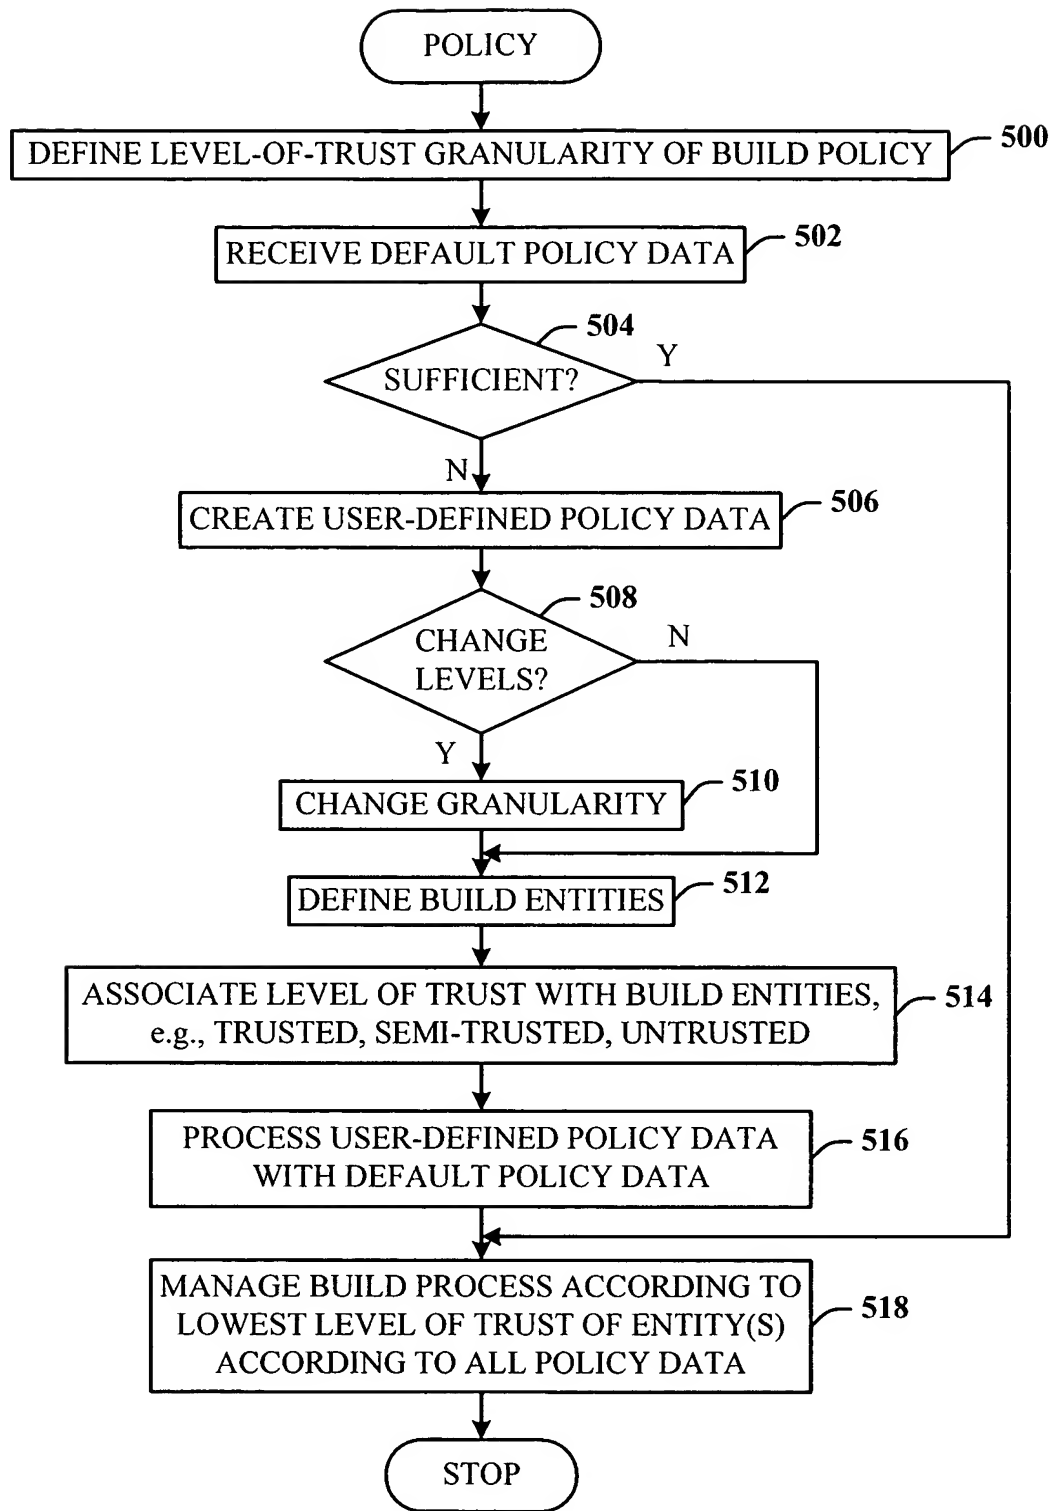 POLICY
DEFINE LEVEL-OF-TRUST GRANULARITY OF BUILD POLICY
500
RECEIVE DEFAULT POLICY DATA
502
504
SUFFICIENT?
Y
N
CREATE USER-DEFINED POLICY DATA
506
508
CHANGE
LEVELS?
N
Y
CHANGE GRANULARITY
510
DEFINE BUILD ENTITIES
512
ASSOCIATE LEVEL OF TRUST WITH BUILD ENTITIES,
e.g., TRUSTED, SEMI-TRUSTED, UNTRUSTED
514
PROCESS USER-DEFINED POLICY DATA
WITH DEFAULT POLICY DATA
516
MANAGE BUILD PROCESS ACCORDING TO
LOWEST LEVEL OF TRUST OF ENTITY(S)
ACCORDING TO ALL POLICY DATA
518
STOP